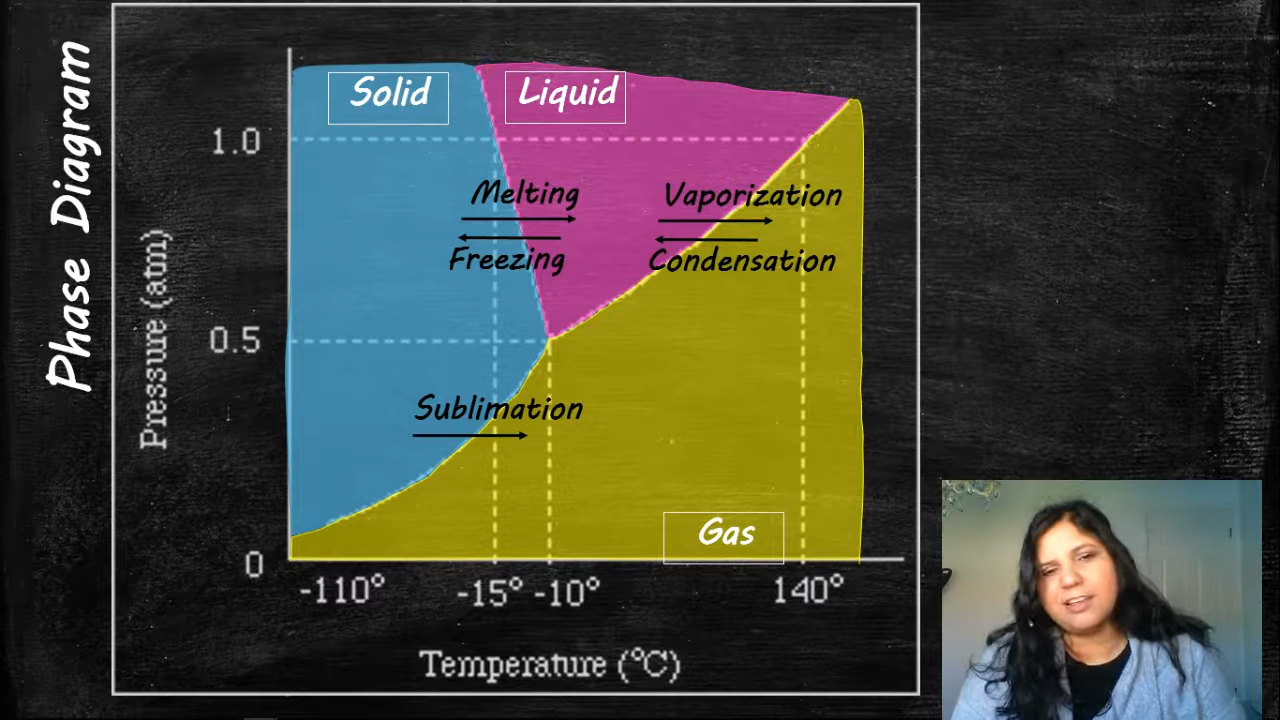 Phase Diagram
Solid
Liquid
1.0
Melting
Vaporization
Freezing
Condensation
Pressure (atm)
0.5
Sublimation
Gas
0
-110° -15° -10° 140°
Temperature (°C)